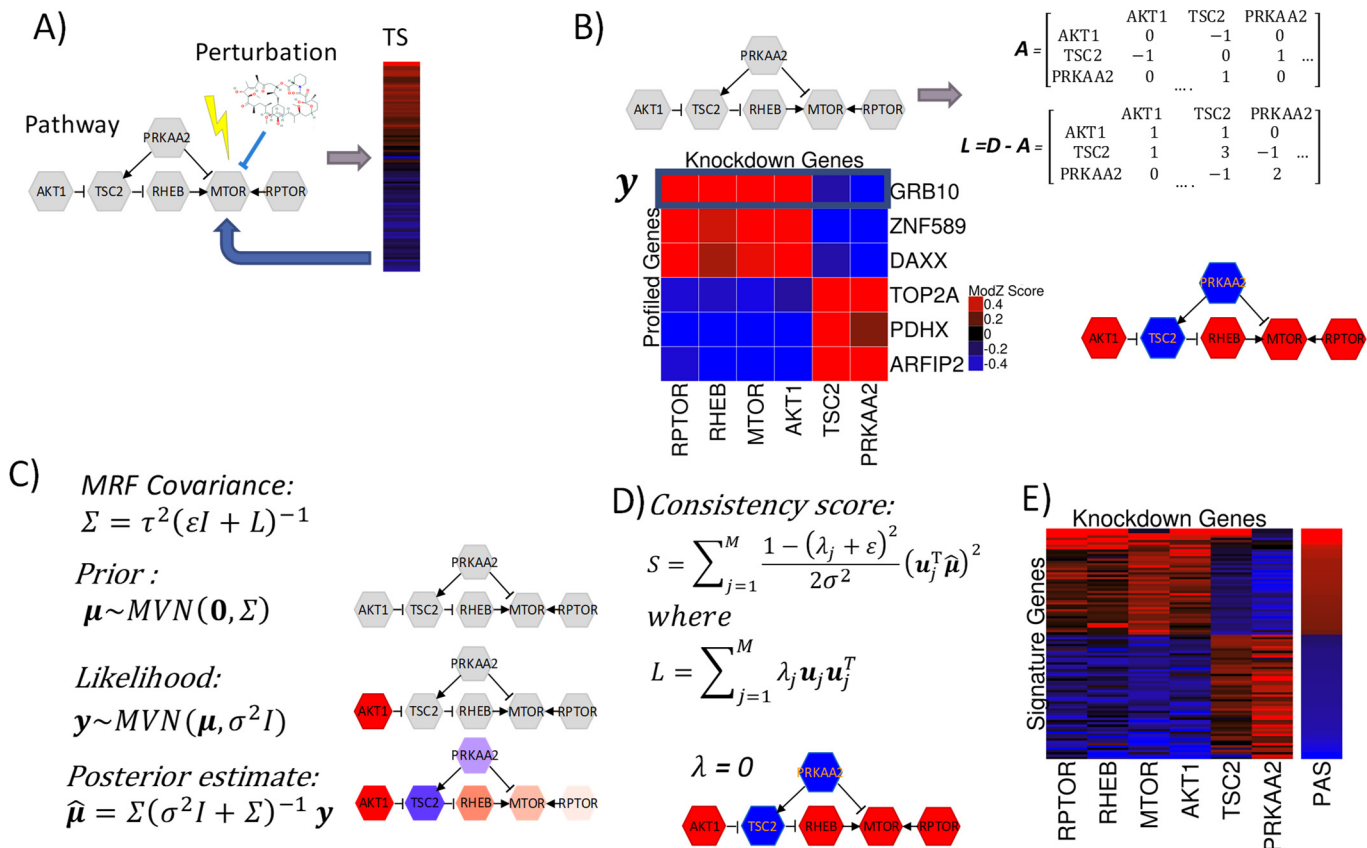 A)
TS
Perturbation
Pathway
PRKAA2
AKT1 TSC2 RHEB MTOR RPTOR
B)
PRKAA2
AKT1 TSC2 RHEB MTOR RPTOR
AKT1 TSC2 PRKAA2
A = AKT1 0 −1 0
TSC2 −1 0 1 ...
PRKAA2 0 1 0
....
AKT1 TSC2 PRKAA2
L =D - A = AKT1 1 1 0
TSC2 1 3 −1 ...
PRKAA2 0 −1 2
....
Knockdown Genes
y
Profiled Genes
GRB10
ZNF589
DAXX
TOP2A
PDHX
ARFIP2
ModZ Score
0.4
0.2
0
-0.2
-0.4
RPTOR RHEB MTOR AKT1 TSC2 PRKAA2
PRKAA2
AKT1 TSC2 RHEB MTOR RPTOR
C)
MRF Covariance:
Σ = τ²(εI + L)⁻¹
Prior :
μ~MVN(0, Σ)
PRKAA2
AKT1 TSC2 RHEB MTOR RPTOR
Likelihood:
y~MVN(μ, σ²I)
PRKAA2
AKT1 TSC2 RHEB MTOR RPTOR
Posterior estimate:
μ̂ = Σ(σ²I + Σ)⁻¹ y
PRKAA2
AKT1 TSC2 RHEB MTOR RPTOR
D)
Consistency score:
S = ∑ᴹⱼ₌₁ 1 − (λⱼ + ε)² / 2σ² (uⱼᵀμ̂)²
where
L = ∑ᴹⱼ₌₁ λⱼuⱼuⱼᵀ
λ = 0
PRKAA2
AKT1 TSC2 RHEB MTOR RPTOR
E)
Knockdown Genes
Signature Genes
RPTOR RHEB MTOR AKT1 TSC2 PRKAA2 PAS